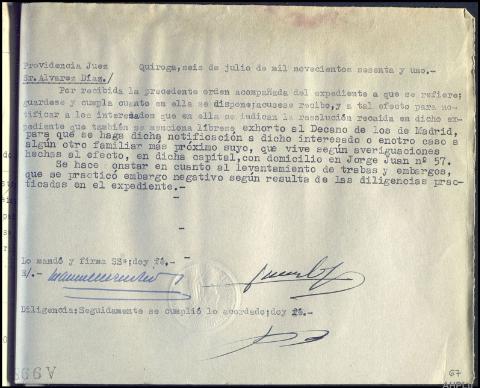 Providencia Juez Quiroga, seis de julio de mil novecientos sesenta y uno.-
Sr. Alvarez Díaz./
Por recibida la precedente orden acompañada del expediente a que se refiere;
guardese y cumpla cuanto en ella se dispone; acusese recibo, y a tal efecto para no-
tificar a los interesados que en ella se indican la resolución recaida en dicho ex-
pediente que también se menciona librese exhorto al Decano de los de Madrid,
para que se haga dicha notificación a dicho interesado o enotro caso a
algún otro familiar más próximo suyo, que vive según averiguaciones
hechas al efecto, en dicha capital, con domicilio en Jorge Juan nº 57.
Se hace constar en cuanto al levantamiento de trabas y embargos,
que se practicó embargo negativo según resulta de las diligencias prac-
ticadas en el expediente.-
Lo mandó y firma SSª; doy fé.-
E/.-
Diligencia; Seguidamente se cumplió lo acordado; doy fé.-
67